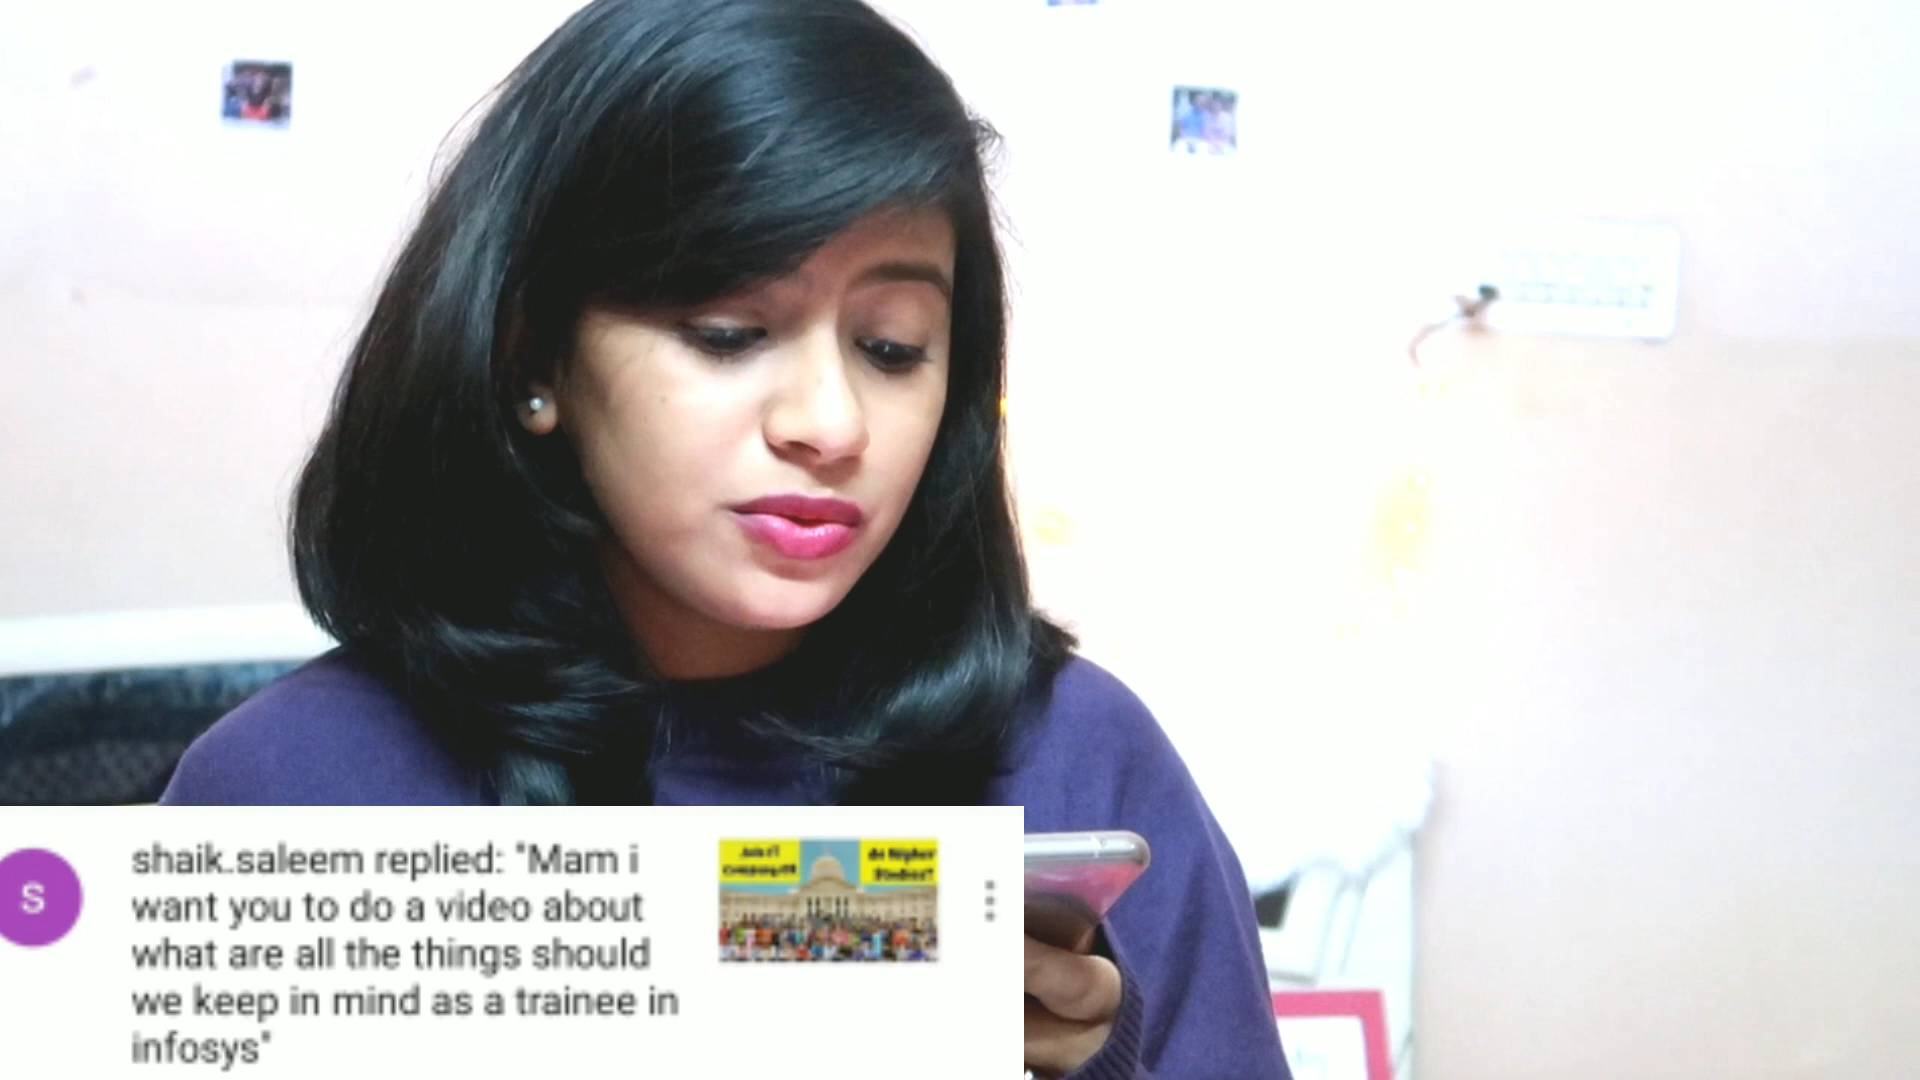 S
shaik.saleem replied: "Mam i
want you to do a video about
what are all the things should
we keep in mind as a trainee in
infosys"